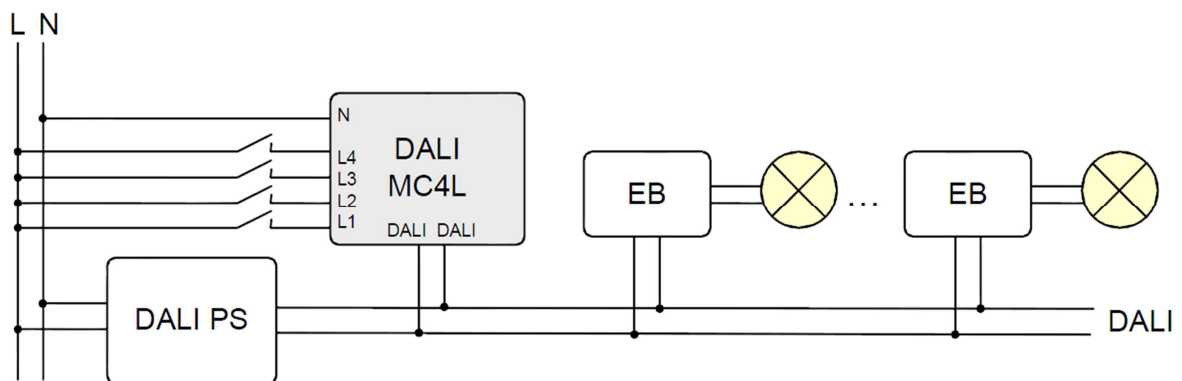 L N
N
DALI
MC4L
L4
L3
L2
L1
DALI DALI
EB
...
EB
DALI PS
DALI